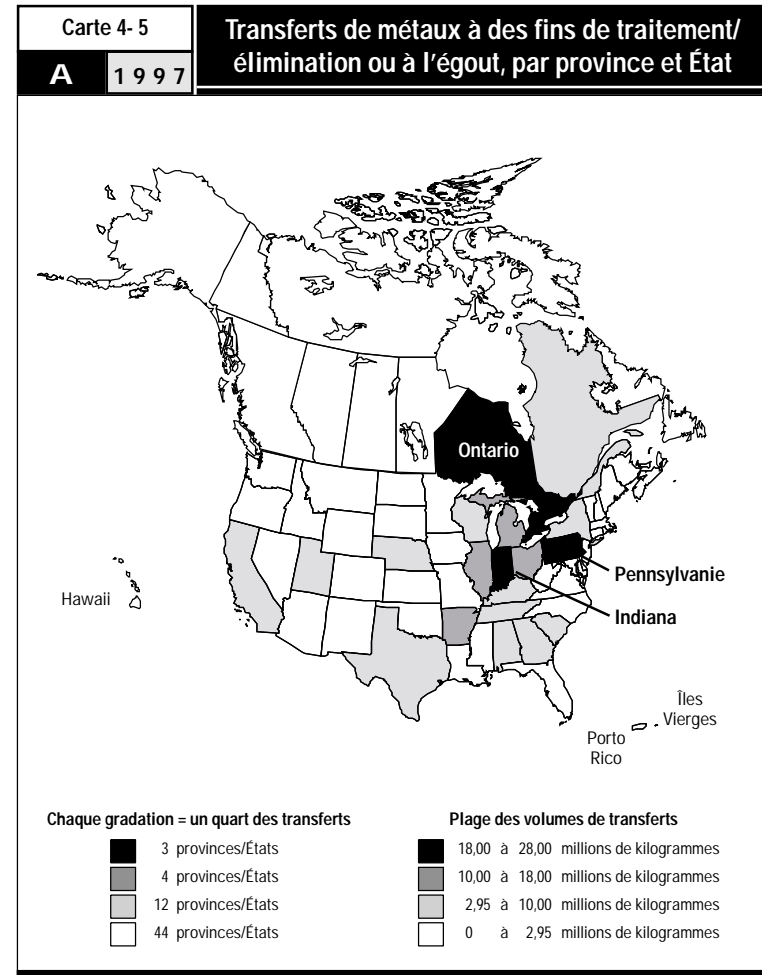 Carte 4- 5
A 1 9 9 7
Transferts de métaux à des fins de traitement/
élimination ou à l'égout, par province et État
Ontario
Pennsylvanie
Indiana
Hawaii
Îles
Vierges
Porto
Rico
Chaque gradation = un quart des transferts
3 provinces/États
4 provinces/États
12 provinces/États
44 provinces/États
Plage des volumes de transferts
18,00 à 28,00 millions de kilogrammes
10,00 à 18,00 millions de kilogrammes
2,95 à 10,00 millions de kilogrammes
0 à 2,95 millions de kilogrammes